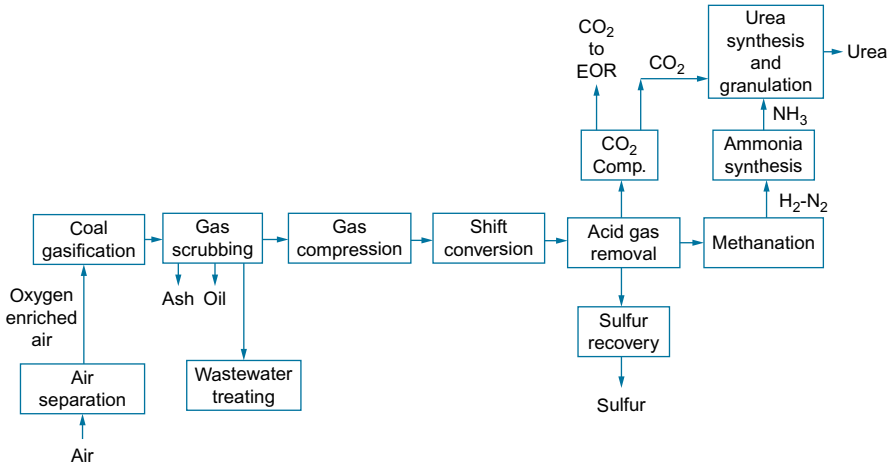 CO2
to
EOR
CO2
Urea
synthesis
and
granulation
Urea
NH3
CO2
Comp.
Ammonia
synthesis
H2-N2
Coal
gasification
Gas
scrubbing
Gas
compression
Shift
conversion
Acid gas
removal
Methanation
Ash Oil
Oxygen
enriched
air
Sulfur
recovery
Air
separation
Wastewater
treating
Sulfur
Air